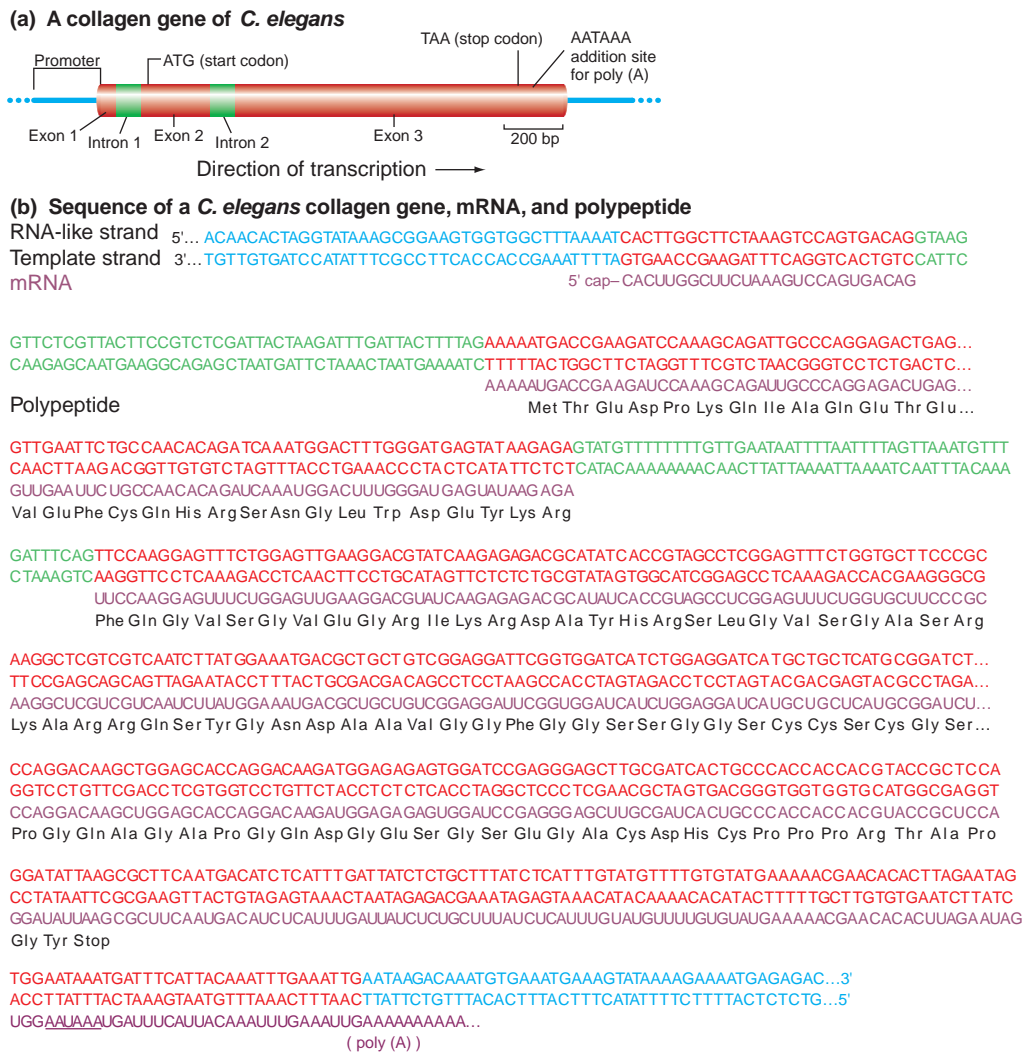 (a) A collagen gene of C. elegans
TAA (stop codon)
AATAAA
addition site
for poly (A)
Promoter
ATG (start codon)
Exon 1
Intron 1
Exon 2
Intron 2
Exon 3
200 bp
Direction of transcription
(b) Sequence of a C. elegans collagen gene, mRNA, and polypeptide
RNA-like strand 5'... ACAACACTAGGTATAAAGCGGAAGTGGTGGCTTTAAAATCACTTGGCTTCTAAAGTCCAGTGACAGGTAAG
Template strand 3'... TGTTGTGATCCATATTTCGCCTTCACCACCGAAATTTTAGTGAACCGAAGATTTCAGGTCACTGTCCATTC
mRNA 5' cap– CACUUGGCUUCUAAAGUCCAGUGACAG
GTTCTCGTTACTTCCGTCTCGATTACTAAGATTTGATTACTTTTAGAAAAATGACCGAAGATCCAAAGCAGATTGCCCAGGAGACTGAG...
CAAGAGCAATGAAGGCAGAGCTAATGATTCTAAACTAATGAAAATCTTTTTACTGGCTTCTAGGTTTCGTCTAACGGGTCCTCTGACTC...
AAAAAUGACCGAAGAUCCAAAGCAGAUUGCCCAGGAGACUGAG...
Polypeptide Met Thr Glu Asp Pro Lys Gln Ile Ala Gln Glu Thr Glu...
GTTGAATTCTGCCAACACAGATCAAATGGACTTTGGGATGAGTATAAGAGAGTATGTTTTTTTTGTTGAATAATTTTAATTTTAGTTAAATGTTT
CAACTTAAGACGGTTGTGTCTAGTTTACCTGAAACCCTACTCATATTCTCTCATACAAAAAAAACAACTTATTAAAATTAAAATCAATTTACAAA
GUUGAAUUCUGCCAACACAGAUCAAAUGGACUUUGGGAUGAGUAUAAGAGA
Val Glu Phe Cys Gln His Arg Ser Asn Gly Leu Trp Asp Glu Tyr Lys Arg
GATTTCAGTTCCAAGGAGTTTCTGGAGTTGAAGGACGTATCAAGAGAGACGCATATCACCGTAGCCTCGGAGTTTCTGGTGCTTCCCGC
CTAAAGTCAAGGTTCCTCAAAGACCTCAACTTCCTGCATAGTTCTCTCTGCGTATAGTGGCATCGGAGCCTCAAAGACCACGAAGGGCG
UUCCAAGGAGUUUCUGGAGUUGAAGGACGUAUCAAGAGAGACGCAUAUCACCGUAGCCUCGGAGUUUCUGGUGCUUCCCGC
Phe Gln Gly Val Ser Gly Val Glu Gly Arg Ile Lys Arg Asp Ala Tyr His Arg Ser Leu Gly Val Ser Gly Ala Ser Arg
AAGGCTCGTCGTCAATCTTATGGAAATGACGCTGCTGTCGGAGGATTCGGTGGATCATCTGGAGGATCATGCTGCTCATGCGGATCT...
TTCCGAGCAGCAGTTAGAATACCTTTACTGCGACGACAGCCTCCTAAGCCACCTAGTAGACCTCCTAGTACGACGAGTACGCCTAGA...
AAGGCUCGUCGUCAAUCUUAUGGAAAUGACGCUGCUGUCGGAGGAUUCGGUGGAUCAUCUGGAGGAUCAUGCUGCUCAUGCGGAUCU...
Lys Ala Arg Arg Gln Ser Tyr Gly Asn Asp Ala Ala Val Gly Gly Phe Gly Gly Ser Ser Gly Gly Ser Cys Cys Ser Cys Gly Ser...
CCAGGACAAGCTGGAGCACCAGGACAAGATGGAGAGAGTGGATCCGAGGGAGCTTGCGATCACTGCCCACCACCACGTACCGCTCCA
GGTCCTGTTCGACCTCGTGGTCCTGTTCTACCTCTCTCACCTAGGCTCCCTCGAACGCTAGTGACGGGTGGTGGTGCATGGCGAGGT
CCAGGACAAGCUGGAGCACCAGGACAAGAUGGAGAGAGUGGAUCCGAGGGAGCUUGCGAUCACUGCCCACCACCACGUACCGCUCCA
Pro Gly Gln Ala Gly Ala Pro Gly Gln Asp Gly Glu Ser Gly Ser Glu Gly Ala Cys Asp His Cys Pro Pro Pro Arg Thr Ala Pro
GGATATTAAGCGCTTCAATGACATCTCATTTGATTATCTCTGCTTTATCTCATTTGTATGTTTTGTGTATGAAAAACGAACACACTTAGAATAG
CCTATAATTCGCGAAGTTACTGTAGAGTAAACTAATAGAGACGAAATAGAGTAAACATACAAAACACATACTTTTTGCTTGTGTGAATCTTATC
GGAUAUUAAGCGCUUCAAUGACAUCUCAUUUGAUUAUCUCUGCUUUAUCUCAUUUGUAUGUUUUGUGUAUGAAAAACGAACACACUUAGAAUAG
Gly Tyr Stop
TGGAATAAATGATTTCATTACAAATTTGAAATTGAATAAGACAAATGTGAAATGAAAGTATAAAAGAAAATGAGAGAC...3'
ACCTTATTTACTAAAGTAATGTTTAAACTTTAACTTATTCTGTTTACACTTTACTTTCATATTTTCTTTTACTCTCTG...5'
UGGAAUAAAUGAUUUCAUUACAAAUUUGAAAUUGAAAAAAAAAA...
( poly (A) )